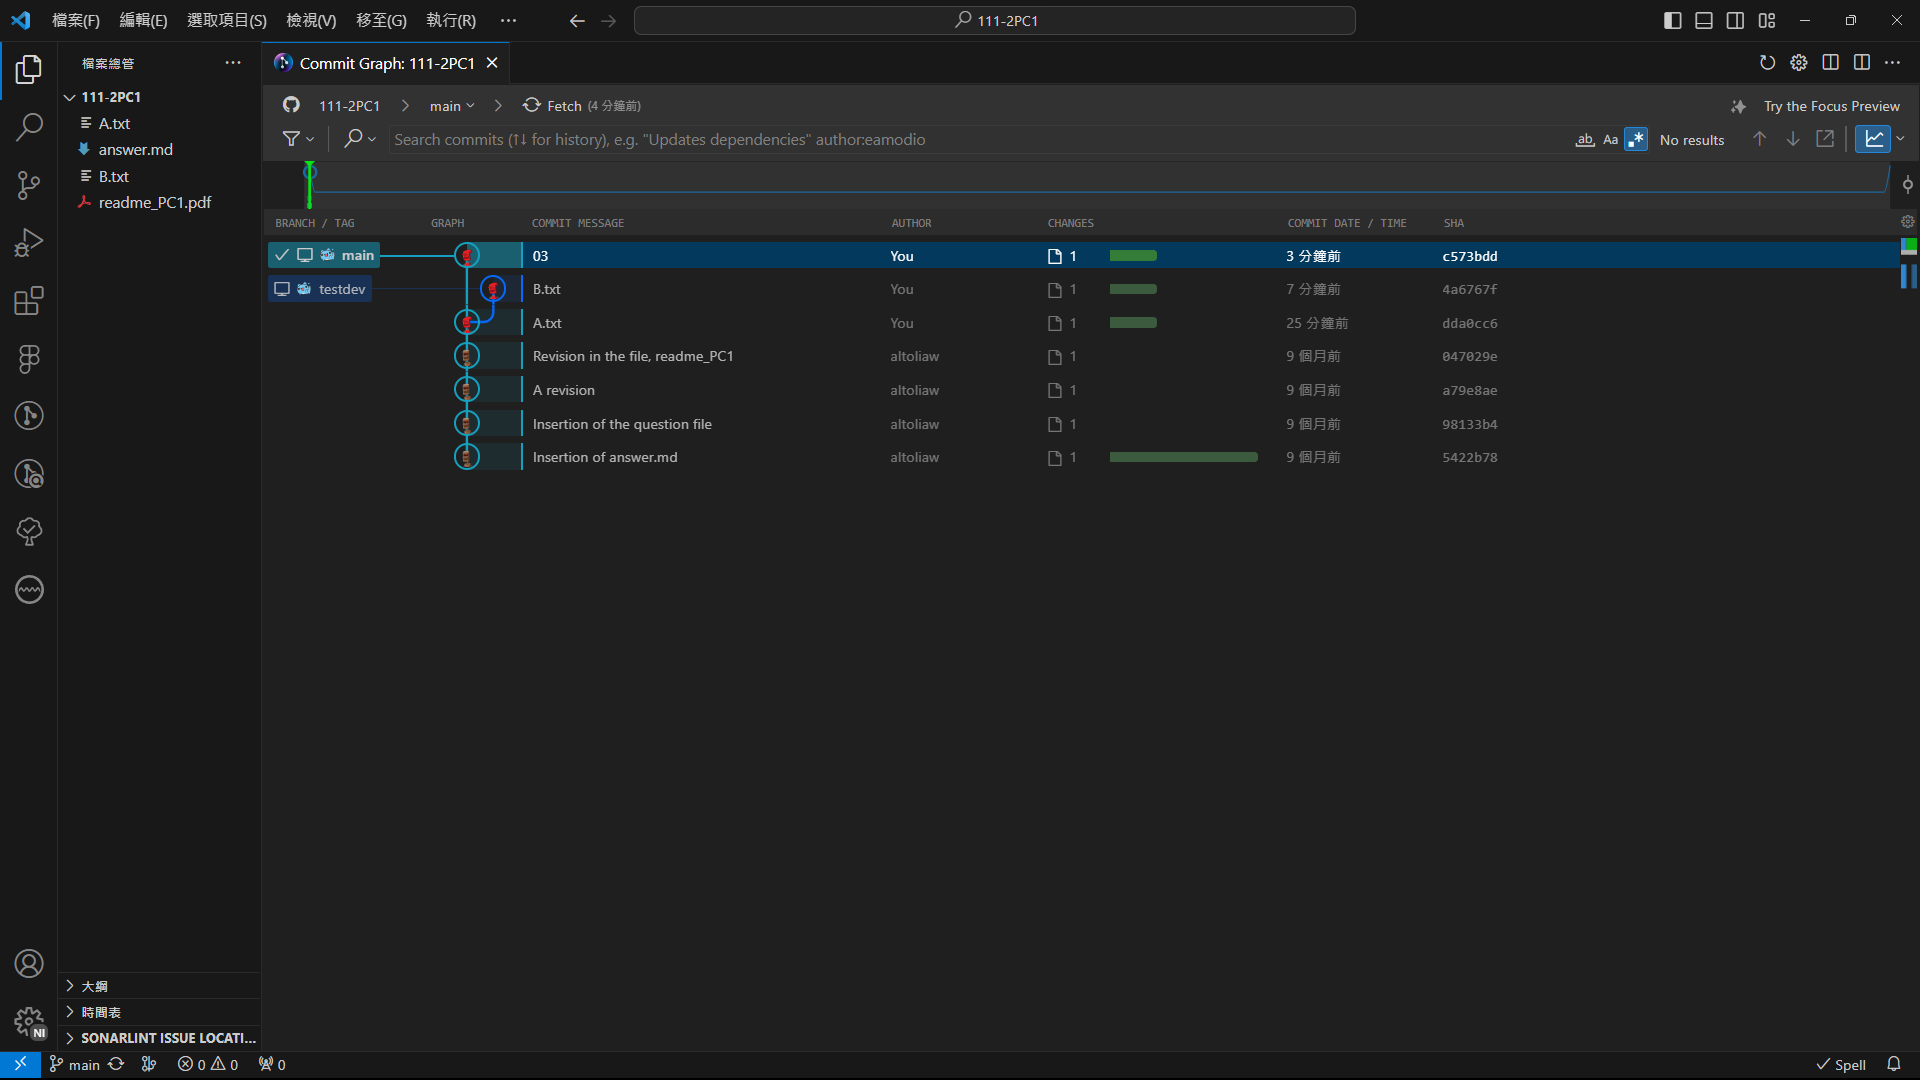 檔案(F) 編輯(E) 選取項目(S) 檢視(V) 移至(G) 執行(R) ··· 111-2PC1
檔案總管
111-2PC1
A.txt
answer.md
B.txt
readme_PC1.pdf
大綱
時間表
SONARLINT ISSUE LOCATI...
Commit Graph: 111-2PC1
111-2PC1 > main > Fetch (4 分鐘前) Try the Focus Preview
Search commits (↑↓ for history), e.g. "Updates dependencies" author:eamodio ab Aa .* No results
BRANCH / TAG GRAPH COMMIT MESSAGE AUTHOR CHANGES COMMIT DATE / TIME SHA
main 03 You 1 3 分鐘前 c573bdd
testdev B.txt You 1 7 分鐘前 4a6767f
A.txt You 1 25 分鐘前 dda0cc6
Revision in the file, readme_PC1 altoliaw 1 9 個月前 047029e
A revision altoliaw 1 9 個月前 a79e8ae
Insertion of the question file altoliaw 1 9 個月前 98133b4
Insertion of answer.md altoliaw 1 9 個月前 5422b78
NI
main 0 0 0 Spell